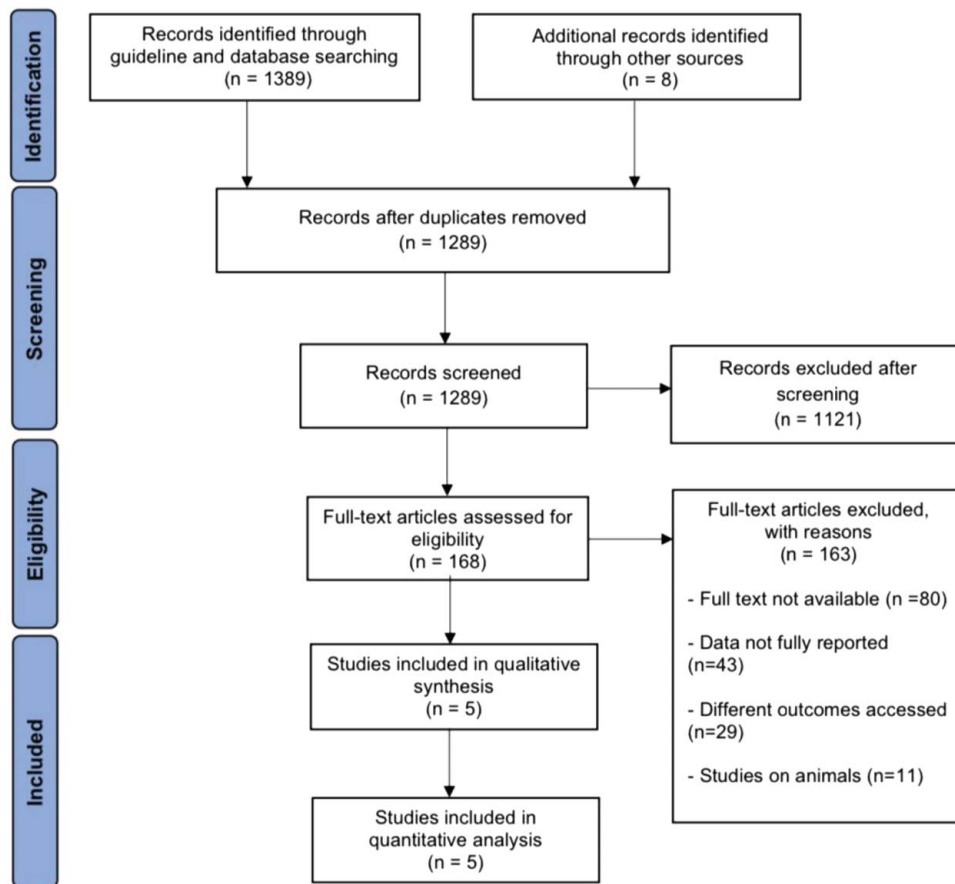 Identification
Records identified through
guideline and database searching
(n = 1389)
Additional records identified
through other sources
(n = 8)
Screening
Records after duplicates removed
(n = 1289)
Records screened
(n = 1289)
Records excluded after
screening
(n = 1121)
Eligibility
Full-text articles assessed for
eligibility
(n = 168)
Full-text articles excluded,
with reasons
(n = 163)
- Full text not available (n =80)
- Data not fully reported
(n=43)
- Different outcomes accessed
(n=29)
- Studies on animals (n=11)
Included
Studies included in qualitative
synthesis
(n = 5)
Studies included in
quantitative analysis
(n = 5)